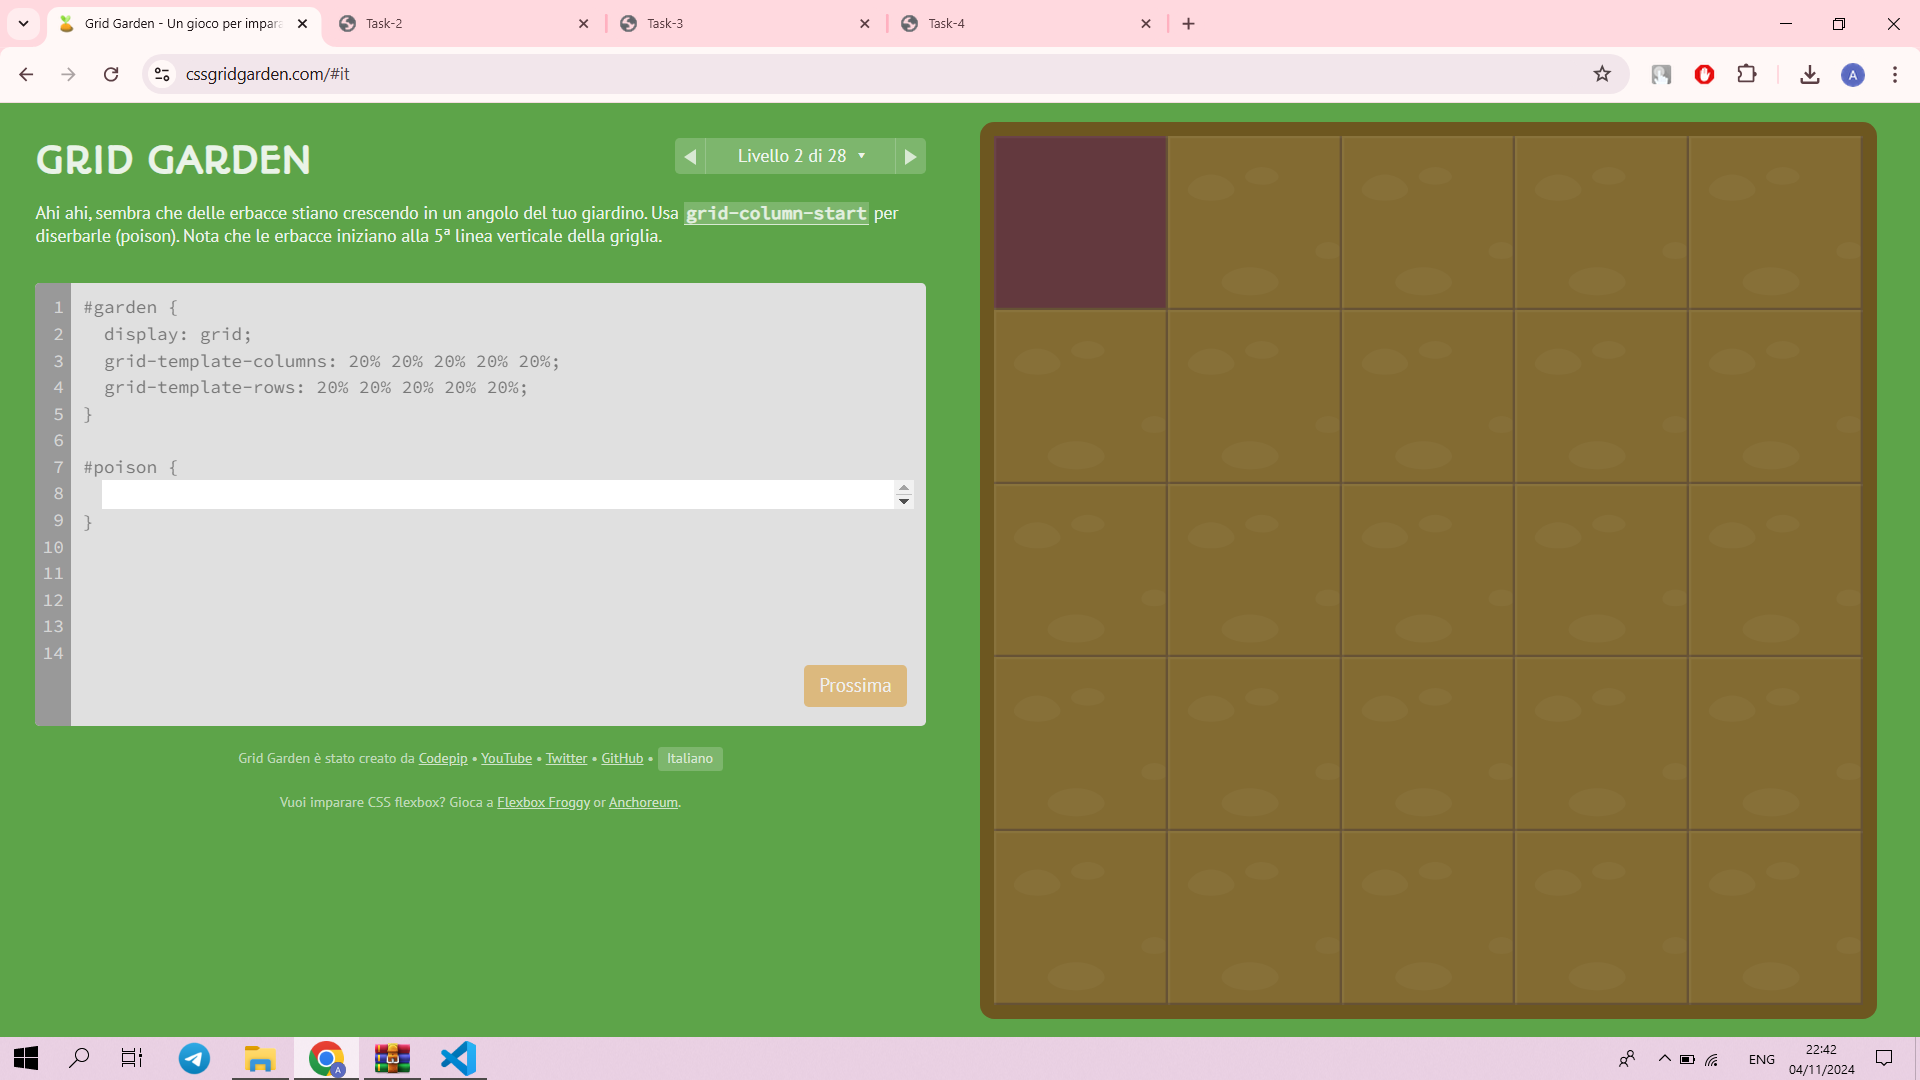 Grid Garden - Un gioco per impara
Task-2
Task-3
Task-4
cssgridgarden.com/#it
A
GRID GARDEN
Livello 2 di 28
Ahi ahi, sembra che delle erbacce stiano crescendo in un angolo del tuo giardino. Usa grid-column-start per
diserbarle (poison). Nota che le erbacce iniziano alla 5ª linea verticale della griglia.
1 #garden {
2 display: grid;
3 grid-template-columns: 20% 20% 20% 20% 20%;
4 grid-template-rows: 20% 20% 20% 20% 20%;
5 }
6
7 #poison {
8
9 }
10
11
12
13
14
Prossima
Grid Garden è stato creato da Codepip • YouTube • Twitter • GitHub • Italiano
Vuoi imparare CSS flexbox? Gioca a Flexbox Froggy or Anchoreum.
A
ENG
22:42
04/11/2024